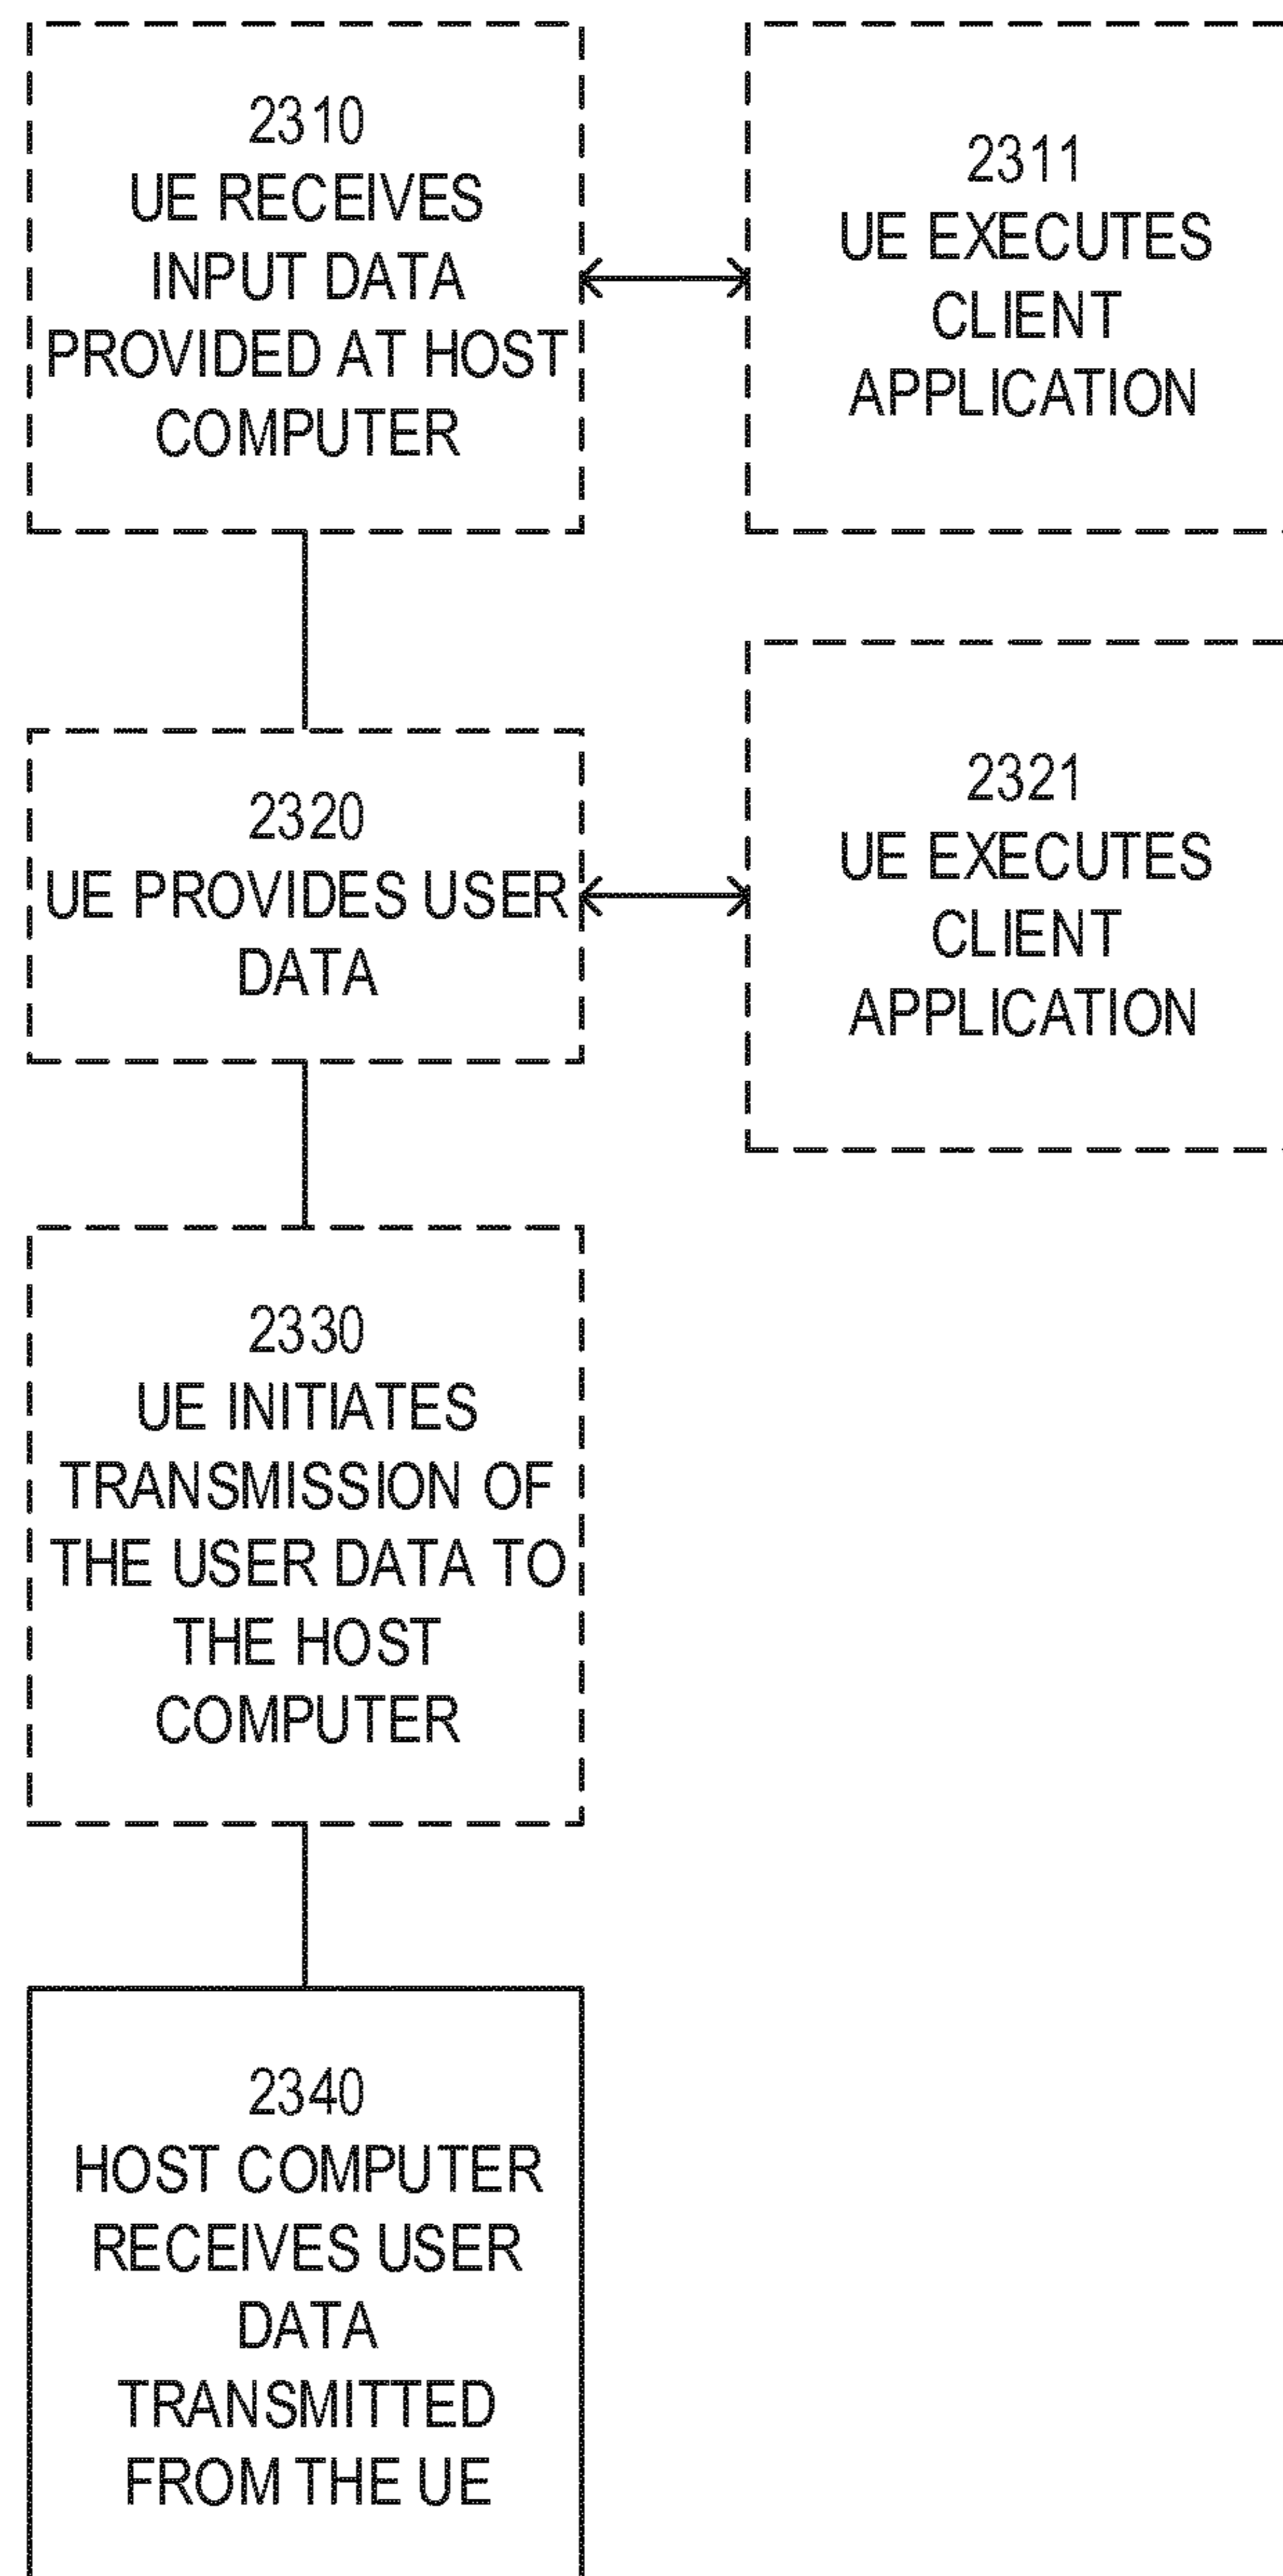 2310
UE RECEIVES
INPUT DATA
PROVIDED AT HOST
COMPUTER
2311
UE EXECUTES
CLIENT
APPLICATION
2320
UE PROVIDES USER
DATA
2321
UE EXECUTES
CLIENT
APPLICATION
2330
UE INITIATES
TRANSMISSION OF
THE USER DATA TO
THE HOST
COMPUTER
2340
HOST COMPUTER
RECEIVES USER
DATA
TRANSMITTED
FROM THE UE